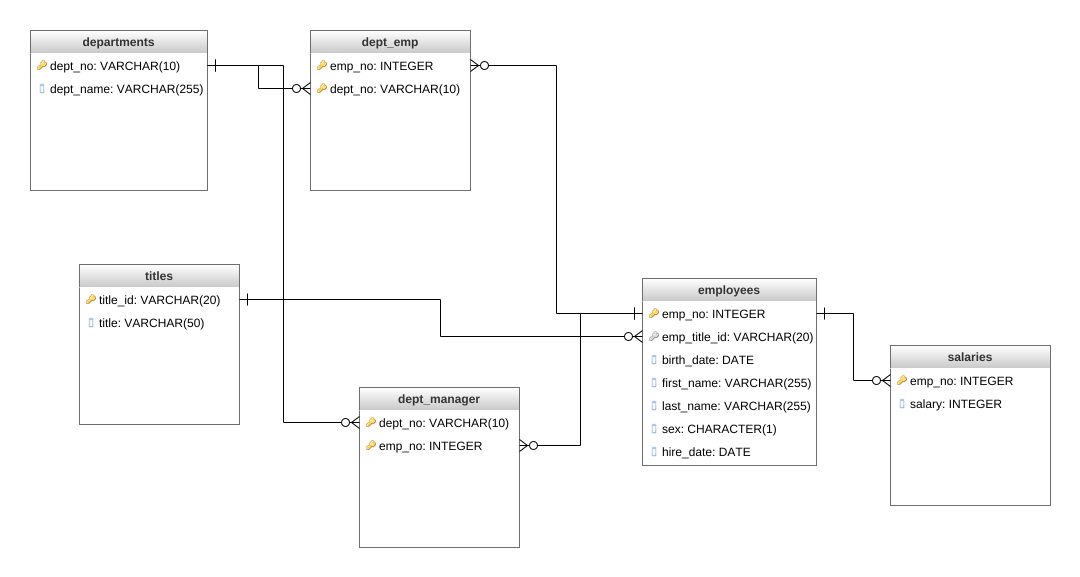 departments
dept_no: VARCHAR(10)
dept_name: VARCHAR(255)
dept_emp
emp_no: INTEGER
dept_no: VARCHAR(10)
titles
title_id: VARCHAR(20)
title: VARCHAR(50)
employees
emp_no: INTEGER
emp_title_id: VARCHAR(20)
birth_date: DATE
first_name: VARCHAR(255)
last_name: VARCHAR(255)
sex: CHARACTER(1)
hire_date: DATE
salaries
emp_no: INTEGER
salary: INTEGER
dept_manager
dept_no: VARCHAR(10)
emp_no: INTEGER